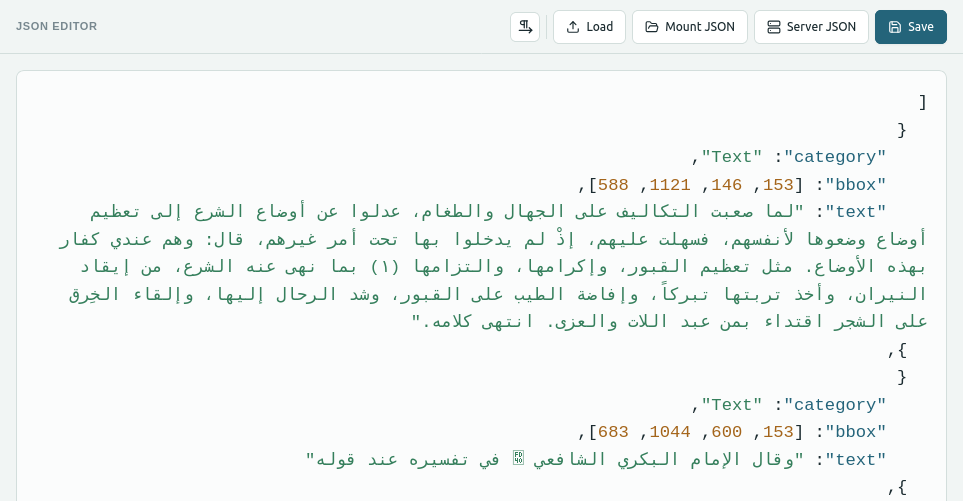 JSON EDITOR
Load
Mount JSON
Server JSON
Save
[
{
"category": "Text",
"bbox": [153, 146, 1121, 588],
"text": "لما صعبت التكاليف على الجهال والطغام، عدلوا عن أوضاع الشرع إلى تعظيم
أوضاع وضعوها لأنفسهم، فسهلت عليهم، إذْ لم يدخلوا بها تحت أمر غيرهم، قال: وهم عندي كفار
بهذه الأوضاع. مثل تعظيم القبور، وإكرامها، والتزامها (١) بما نهى عنه الشرع، من إيقاد
النيران، وأخذ تربتها تبركاً، وإفاضة الطيب على القبور، وشد الرحال إليها، وإلقاء الخِرق
على الشجر اقتداء بمن عبد اللات والعزى. انتهى كلامه."
},
{
"category": "Text",
"bbox": [153, 600, 1044, 683],
"text": "وقال الإمام البكري الشافعي ﵀ في تفسيره عند قوله"
},